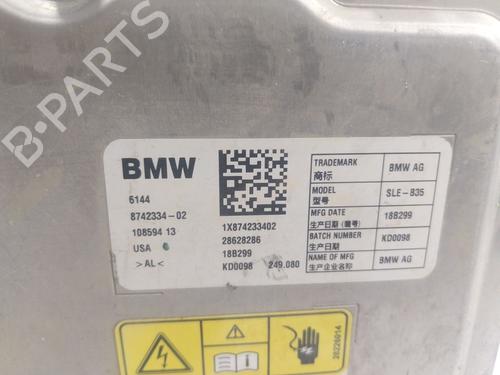 B-PARTS
BMW
6144
8742334-02
108594 13
USA
>AL<
1X874233402
28628286
18B299
KD0098 249.080
TRADEMARK
商标 BMW AG
MODEL
型号 SLE-B35
MFG DATE
生产日期 18B299
BATCH NUMBER
生产批号 KD0098
NAME OF MFG
生产企业名称 BMW AG
20226014